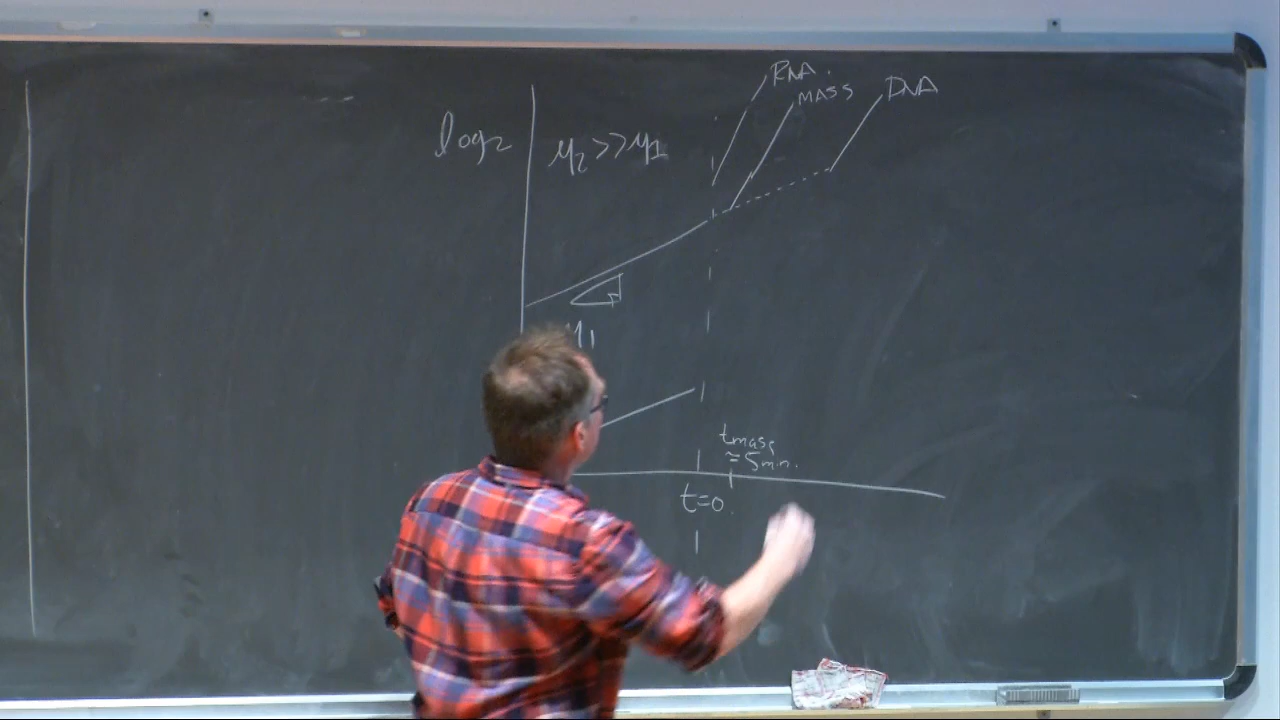 RNA.
MASS
DNA
log2
μ2 >> μ1
μ1
tmass
≈ 5min.
t=0